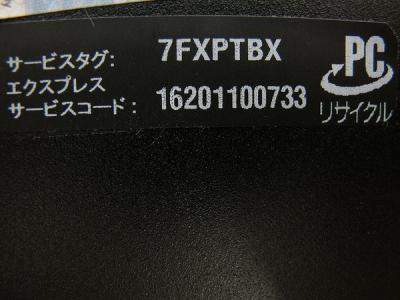 サービスタグ: 7FXPTBX
エクスプレス
サービスコード: 16201100733
PC
リサイクル